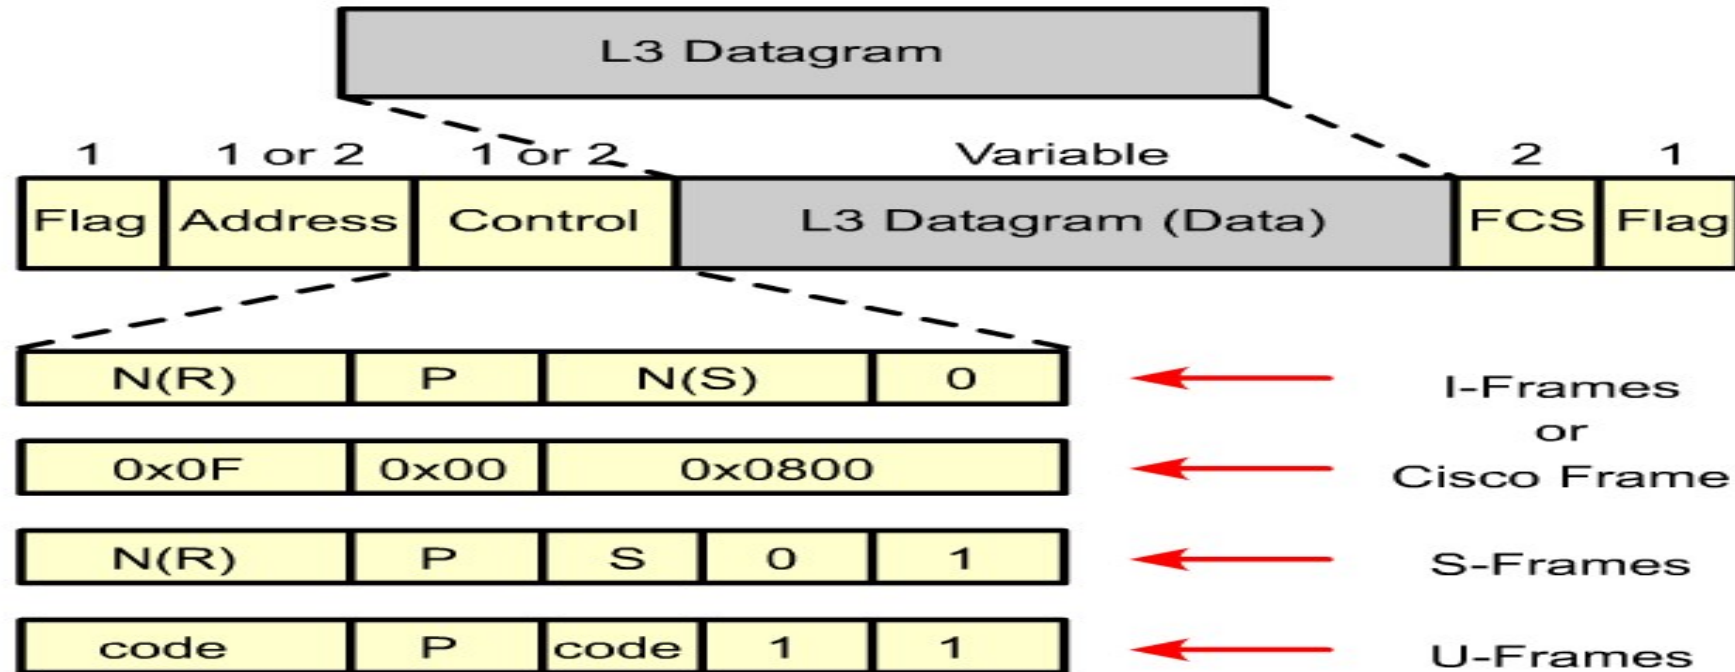 L3 Datagram
1 1 or 2 1 or 2 Variable 2 1
Flag Address Control L3 Datagram (Data) FCS Flag
N(R) P N(S) 0 I-Frames
or
0x0F 0x00 0x0800 Cisco Frame
N(R) P S 0 1 S-Frames
code P code 1 1 U-Frames